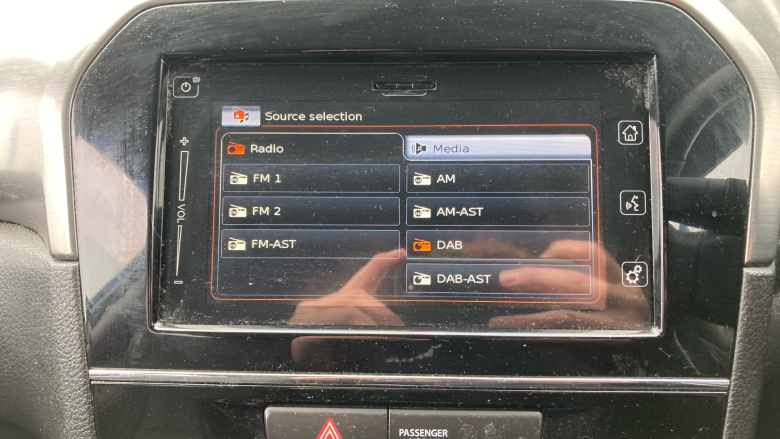 Source selection
Radio Media
FM 1 AM
FM 2 AM-AST
FM-AST DAB
DAB-AST
VOL
PASSENGER